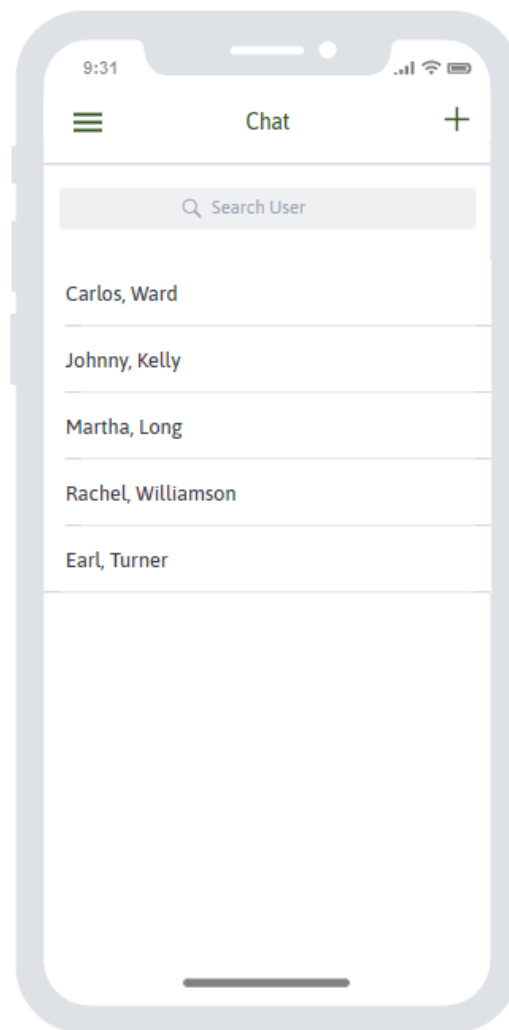 9:31
Chat
Search User
Carlos, Ward
Johnny, Kelly
Martha, Long
Rachel, Williamson
Earl, Turner